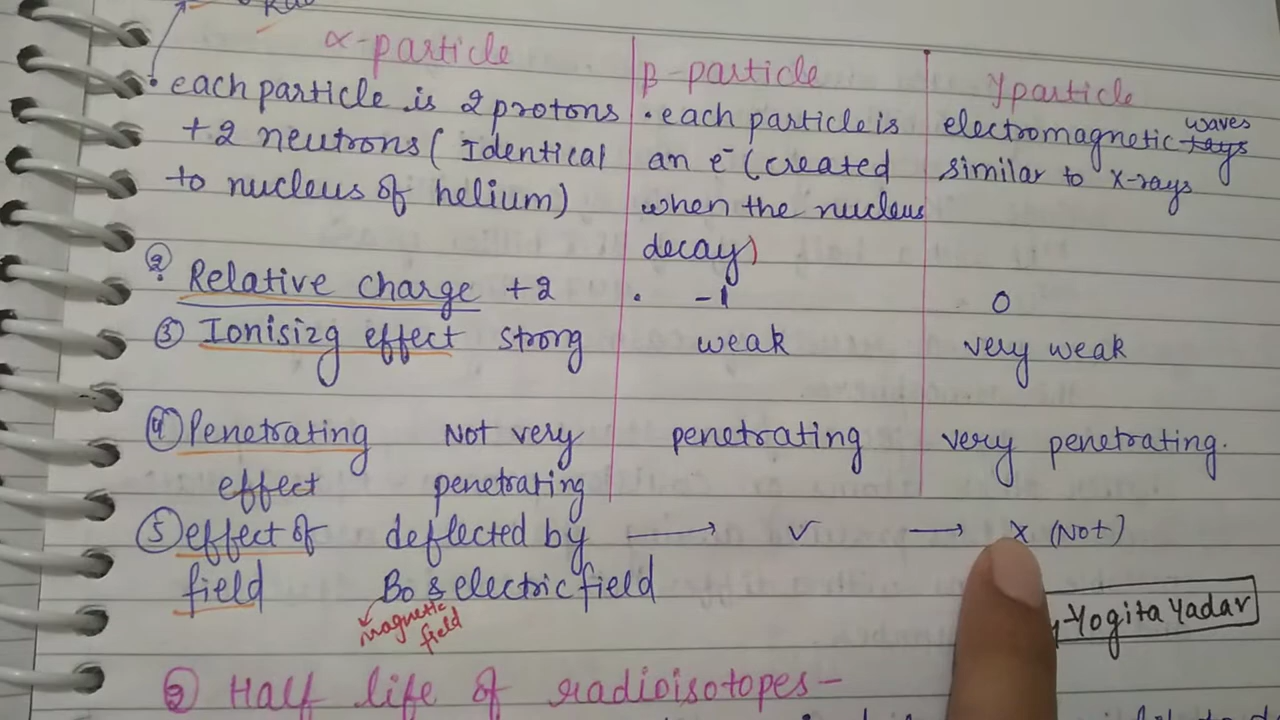 α-particle
β-particle
γ particle
• each particle is 2 protons
+2 neutrons ( Identical
to nucleus of helium)
• each particle is
an e⁻ (created
when the nucleus
decay)
electromagnetic waves
similar to x-rays
② Relative charge +2 • -1 0
③ Ionisizg effect strong weak very weak
④ Penetrating Not very penetrating very penetrating.
effect penetrating
⑤ effect of deflected by → ✓ → x (Not)
field Bo & electric field
magnetic
field
Yogita Yadav
③ Half life of radioisotopes-